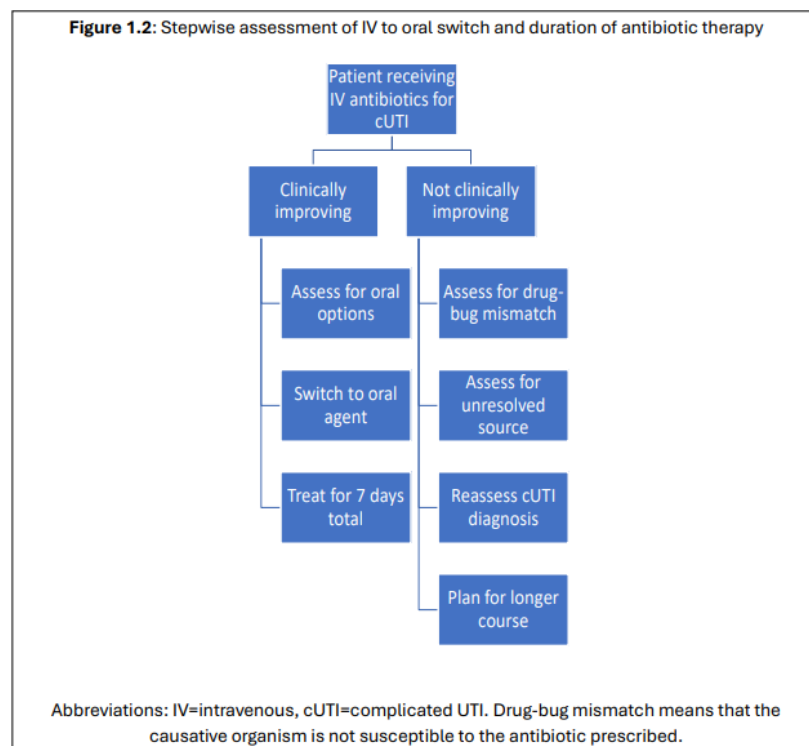 Figure 1.2: Stepwise assessment of IV to oral switch and duration of antibiotic therapy
Patient receiving
IV antibiotics for
cUTI
Clinically
improving
Not clinically
improving
Assess for oral
options
Assess for drug-
bug mismatch
Switch to oral
agent
Assess for
unresolved
source
Treat for 7 days
total
Reassess cUTI
diagnosis
Plan for longer
course
Abbreviations: IV=intravenous, cUTI=complicated UTI. Drug-bug mismatch means that the
causative organism is not susceptible to the antibiotic prescribed.